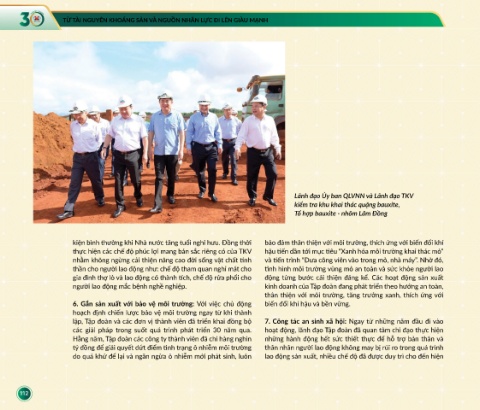 30 TỪ TÀI NGUYÊN KHOÁNG SẢN VÀ NGUỒN NHÂN LỰC ĐI LÊN GIÀU MẠNH
Lãnh đạo Ủy ban QLVNN và Lãnh đạo TKV
kiểm tra khu khai thác quặng bauxite,
Tổ hợp bauxite - nhôm Lâm Đồng
kiện bình thường khi Nhà nước tăng tuổi nghỉ hưu. Đồng thời
thực hiện các chế độ phúc lợi mang bản sắc riêng có của TKV
nhằm không ngừng cải thiện nâng cao đời sống vật chất tinh
thần cho người lao động như: chế độ tham quan nghỉ mát cho
gia đình thợ lò và lao động có thành tích, chế độ rửa phổi cho
người lao động mắc bệnh nghề nghiệp.
6. Gắn sản xuất với bảo vệ môi trường: Với việc chủ động
hoạch định chiến lược bảo vệ môi trường ngay từ khi thành
lập, Tập đoàn và các đơn vị thành viên đã triển khai đồng bộ
các giải pháp trong suốt quá trình phát triển 30 năm qua.
Hằng năm, Tập đoàn các công ty thành viên đã chi hàng nghìn
tỷ đồng để giải quyết dứt điểm tình trạng ô nhiễm môi trường
do quá khứ để lại và ngăn ngừa ô nhiễm mới phát sinh, luôn
bảo đảm thân thiện với môi trường, thích ứng với biến đổi khí
hậu tiến dần tới mục tiêu “Xanh hóa môi trường khai thác mỏ”
và tiến trình “Đưa công viên vào trong mỏ, nhà máy”. Nhờ đó,
tình hình môi trường vùng mỏ an toàn và sức khỏe người lao
động từng bước cải thiện đáng kể. Các hoạt động sản xuất
kinh doanh của Tập đoàn đang phát triển theo hướng an toàn,
thân thiện với môi trường, tăng trưởng xanh, thích ứng với
biến đổi khí hậu và bền vững.
7. Công tác an sinh xã hội: Ngay từ những năm đầu đi vào
hoạt động, lãnh đạo Tập đoàn đã quan tâm chỉ đạo thực hiện
những hành động hết sức thiết thực để hỗ trợ bản thân và
thân nhân người lao động không may bị rủi ro trong quá trình
lao động sản xuất, nhiều chế độ đã được duy trì cho đến hiện
112